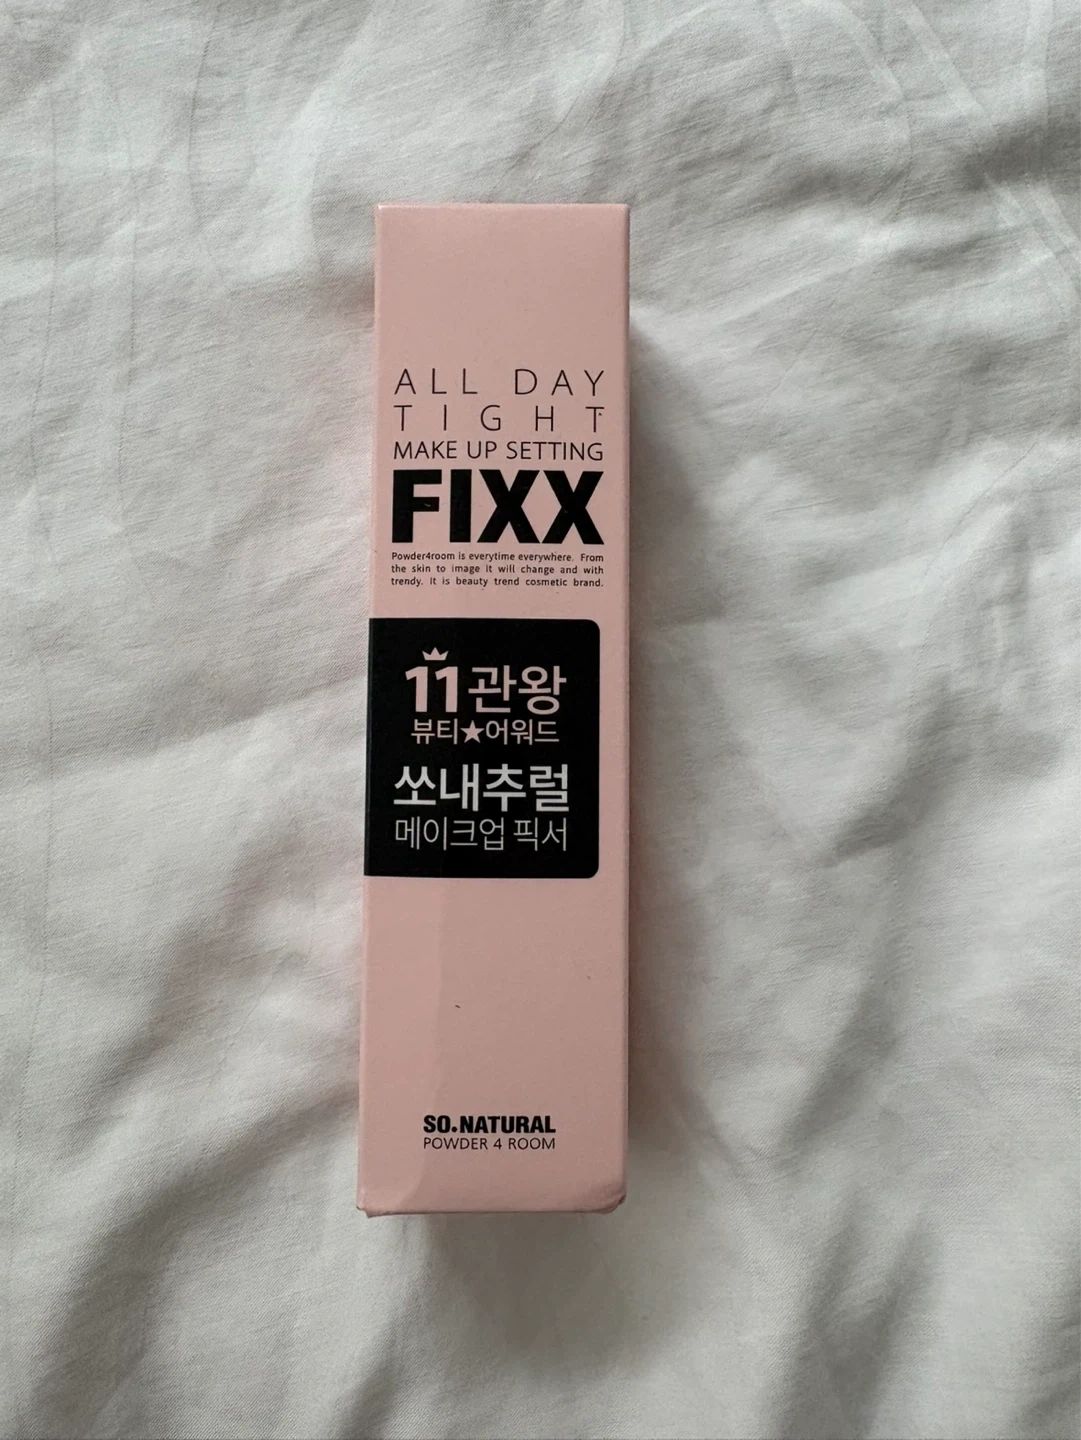 ALL DAY
TIGHT
MAKE UP SETTING
FIXX
Powder4room is everytime everywhere. From
the skin to image it will change and with
trendy. It is beauty trend cosmetic brand.
11관왕
뷰티★어워드
쏘내추럴
메이크업 픽서
SO.NATURAL
POWDER 4 ROOM